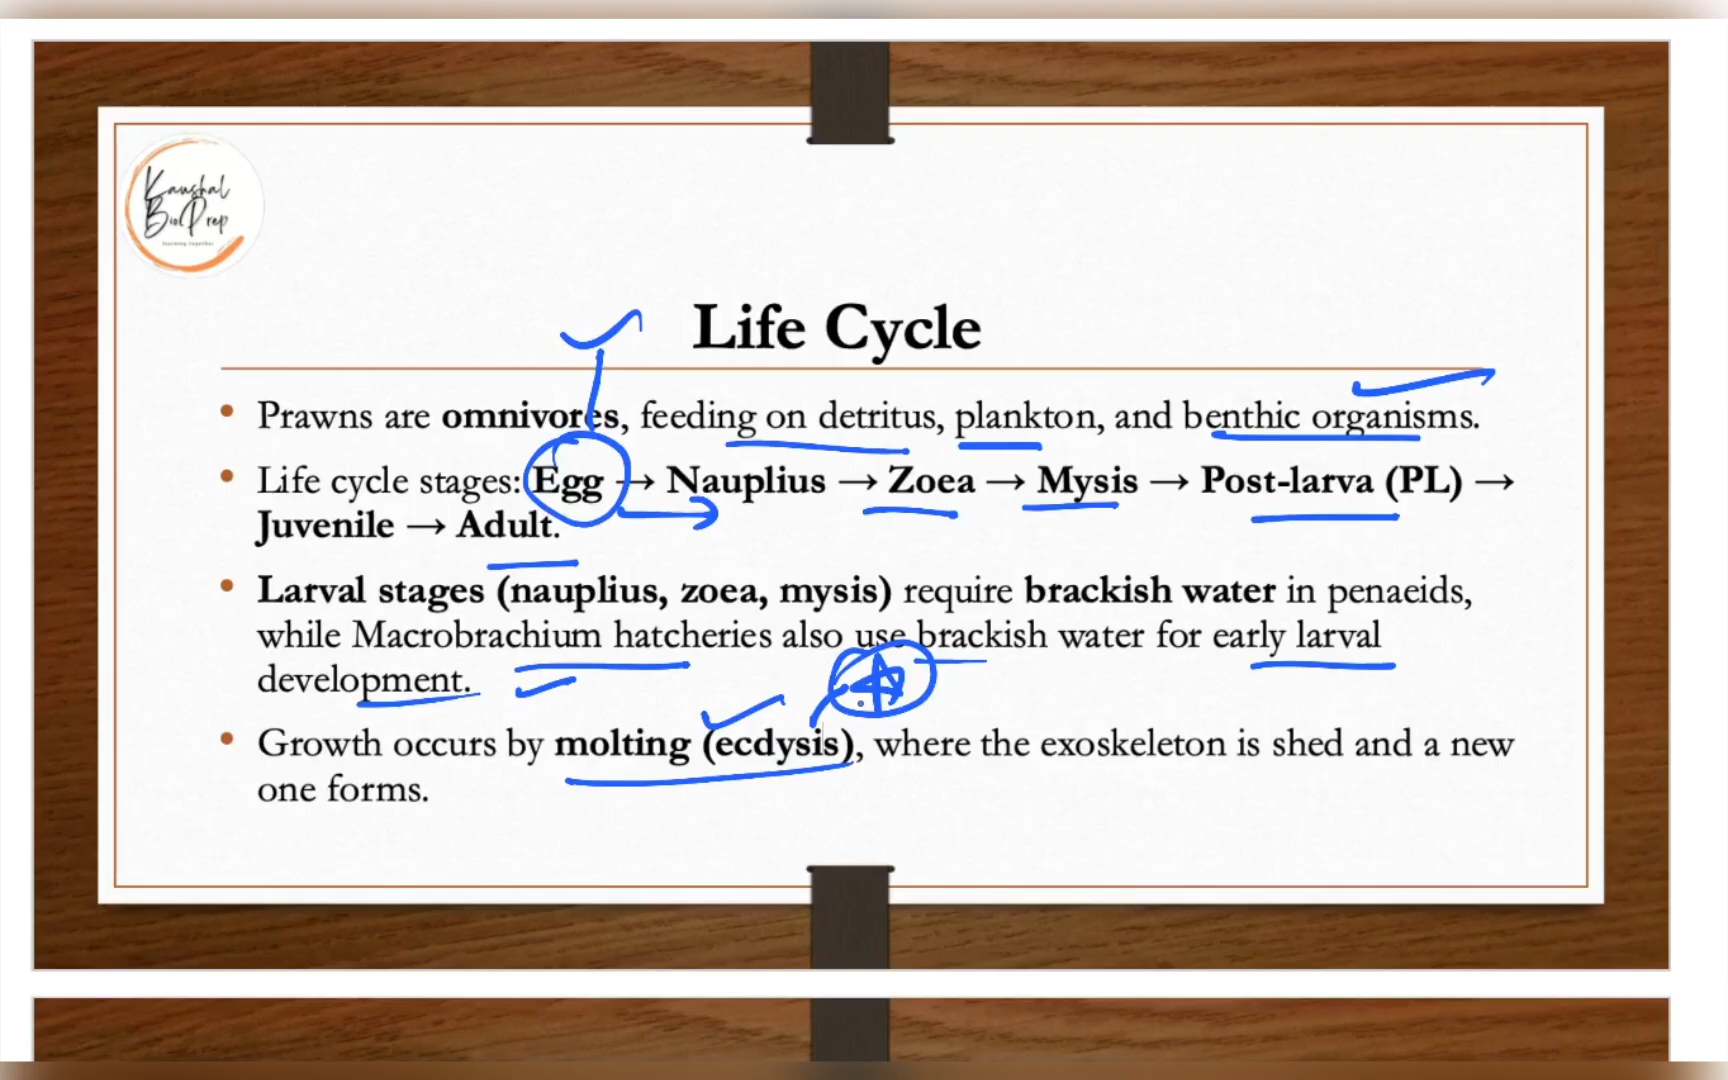 Kaushal
BioPrep
learning together
Life Cycle
• Prawns are omnivores, feeding on detritus, plankton, and benthic organisms.
• Life cycle stages: Egg → Nauplius → Zoea → Mysis → Post-larva (PL) →
Juvenile → Adult.
• Larval stages (nauplius, zoea, mysis) require brackish water in penaeids,
while Macrobrachium hatcheries also use brackish water for early larval
development.
• Growth occurs by molting (ecdysis), where the exoskeleton is shed and a new
one forms.